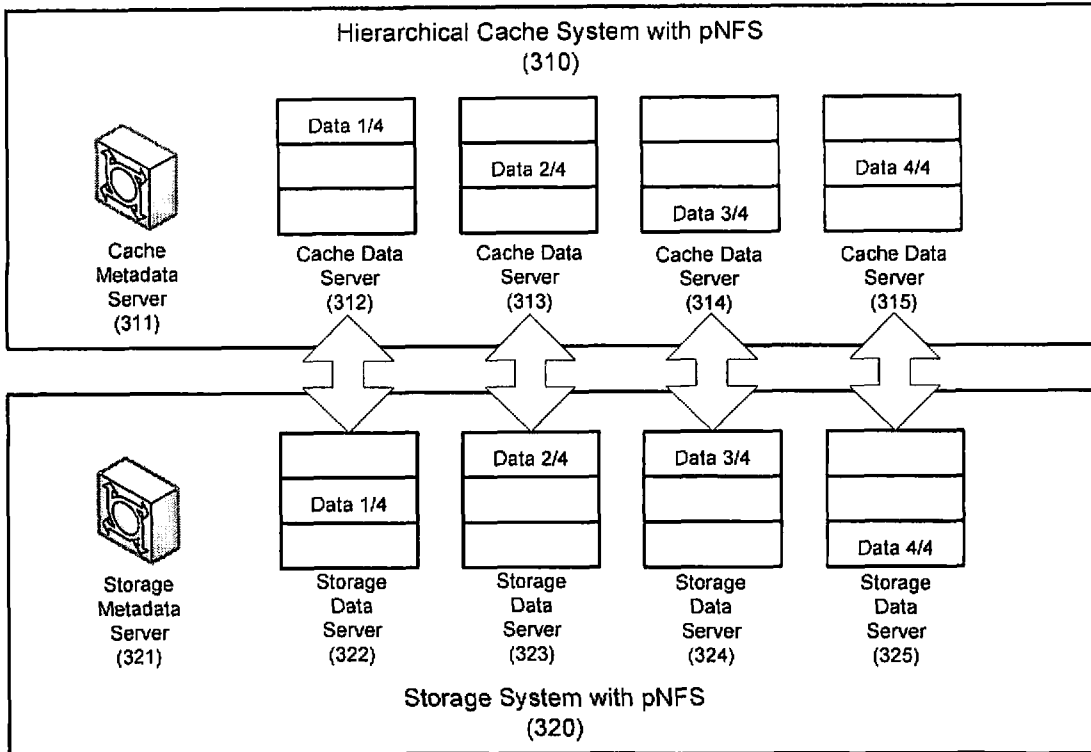 Hierarchical Cache System with pNFS
(310)
Data 1/4
Data 2/4
Data 4/4
Data 3/4
Cache
Metadata
Server
(311)
Cache Data
Server
(312)
Cache Data
Server
(313)
Cache Data
Server
(314)
Cache Data
Server
(315)
Data 2/4
Data 3/4
Data 1/4
Data 4/4
Storage
Metadata
Server
(321)
Storage
Data
Server
(322)
Storage
Data
Server
(323)
Storage
Data
Server
(324)
Storage
Data
Server
(325)
Storage System with pNFS
(320)